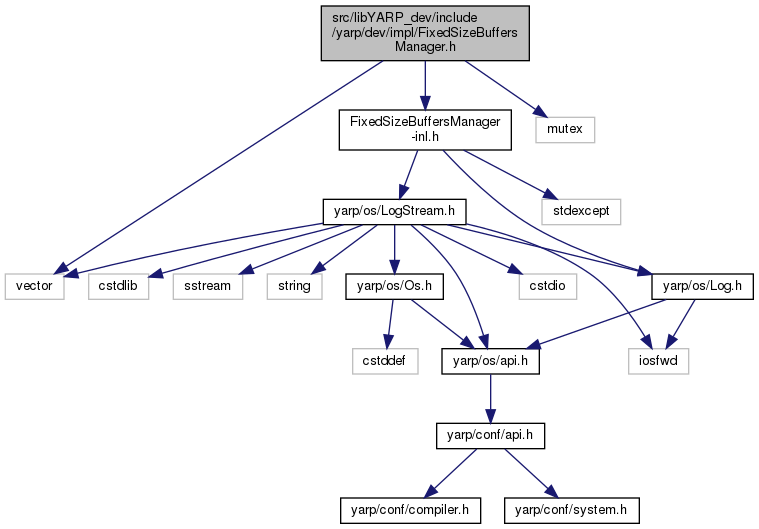 src/libYARP_dev/include
/yarp/dev/impl/FixedSizeBuffers
Manager.h
FixedSizeBuffersManager
-inl.h
mutex
yarp/os/LogStream.h
stdexcept
vector
cstdlib
sstream
string
yarp/os/Os.h
cstdio
yarp/os/Log.h
cstddef
yarp/os/api.h
iosfwd
yarp/conf/api.h
yarp/conf/compiler.h
yarp/conf/system.h